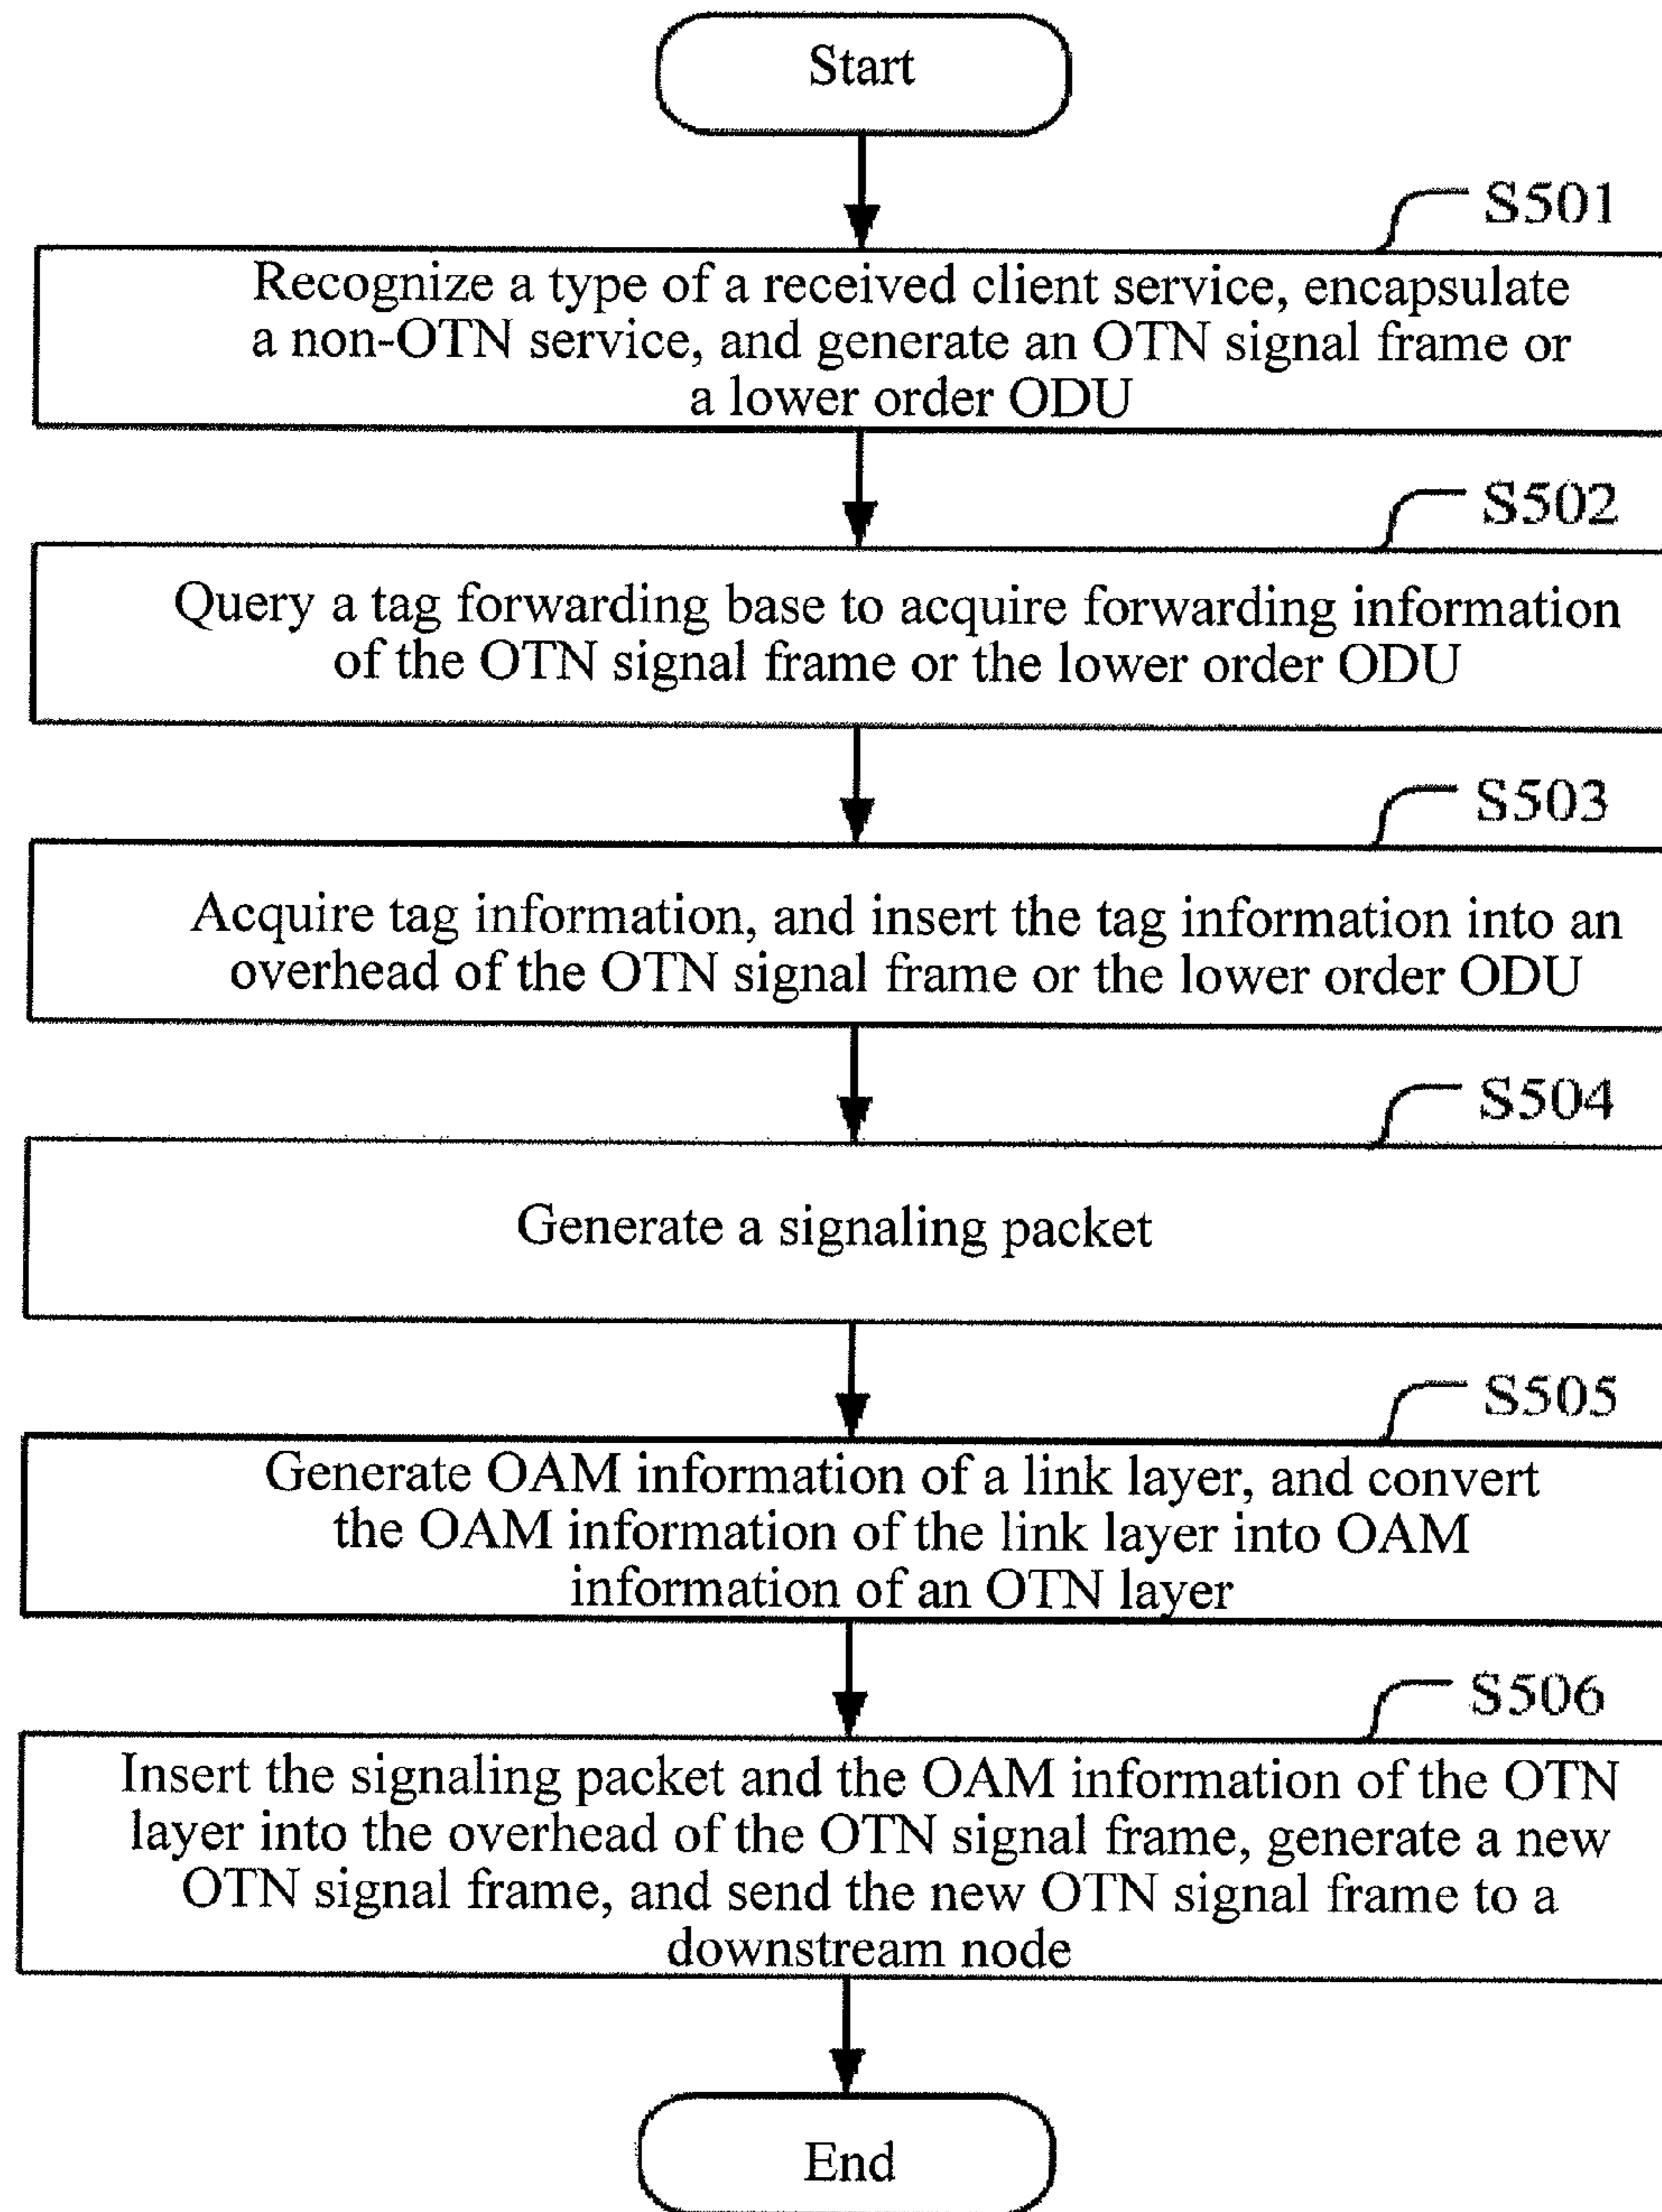 Start
S501
Recognize a type of a received client service, encapsulate
a non-OTN service, and generate an OTN signal frame or
a lower order ODU
S502
Query a tag forwarding base to acquire forwarding information
of the OTN signal frame or the lower order ODU
S503
Acquire tag information, and insert the tag information into an
overhead of the OTN signal frame or the lower order ODU
S504
Generate a signaling packet
S505
Generate OAM information of a link layer, and convert
the OAM information of the link layer into OAM
information of an OTN layer
S506
Insert the signaling packet and the OAM information of the OTN
layer into the overhead of the OTN signal frame, generate a new
OTN signal frame, and send the new OTN signal frame to a
downstream node
End